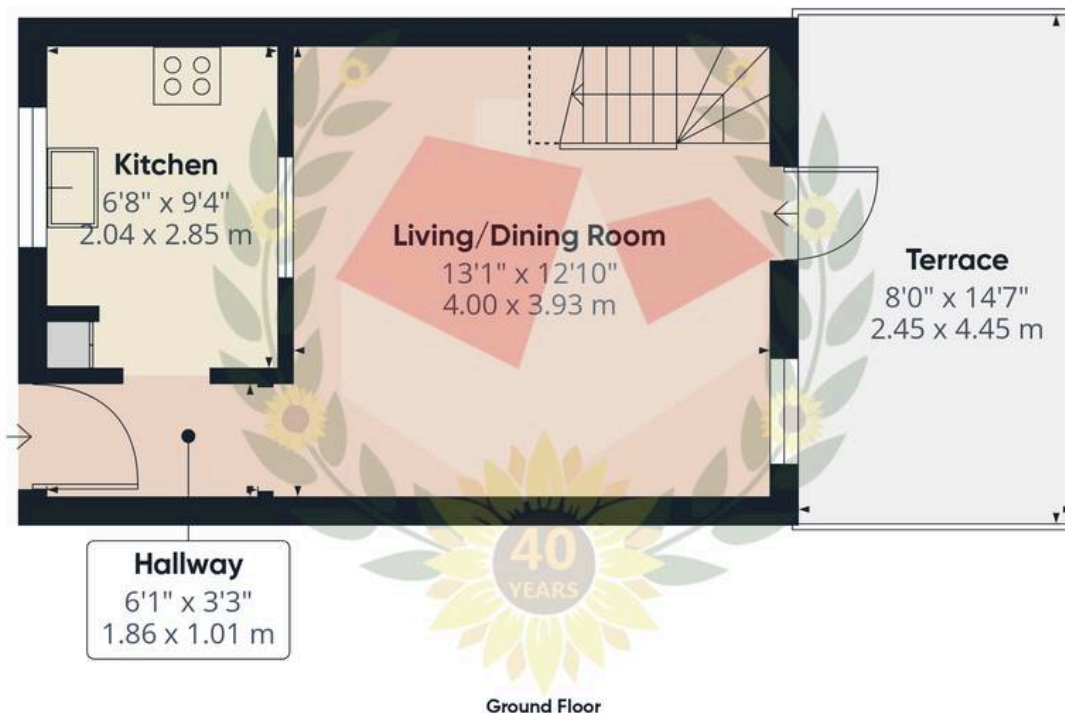 Kitchen
6'8" x 9'4"
2.04 x 2.85 m
Living/Dining Room
13'1" x 12'10"
4.00 x 3.93 m
Terrace
8'0" x 14'7"
2.45 x 4.45 m
Hallway
6'1" x 3'3"
1.86 x 1.01 m
40
YEARS
Ground Floor